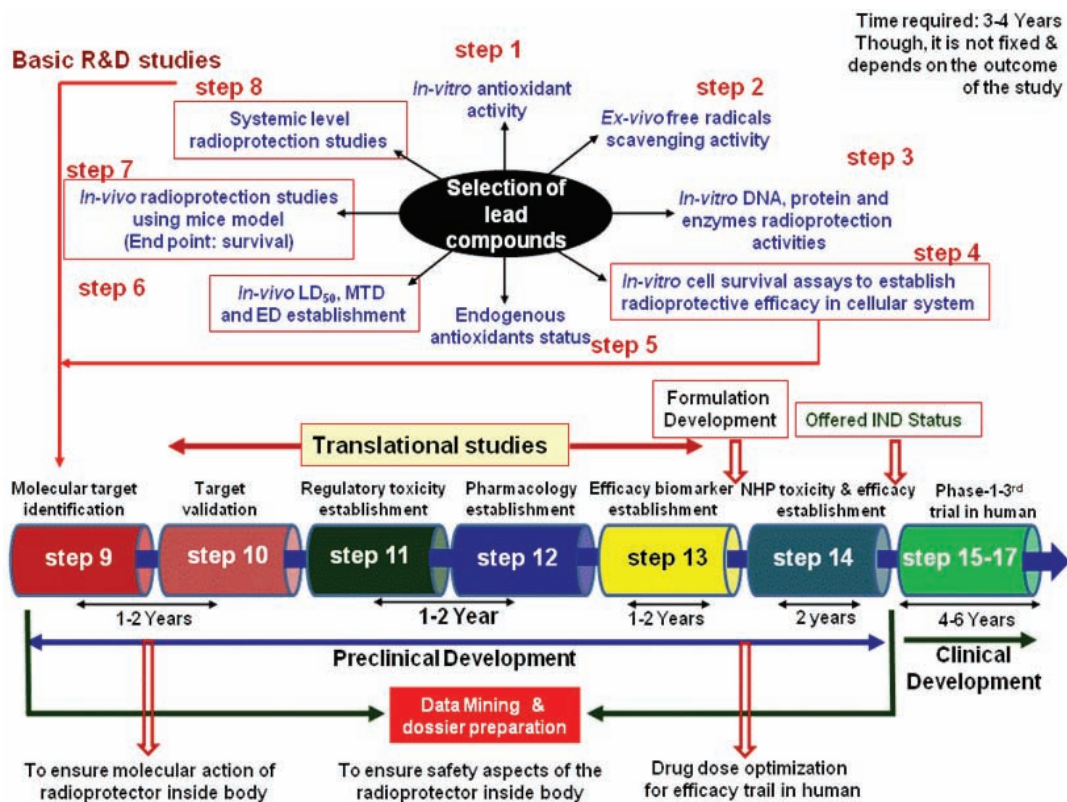 Time required: 3-4 Years
Though, it is not fixed &
depends on the outcome
of the study
Basic R&D studies
step 1
In-vitro antioxidant
activity
step 2
Ex-vivo free radicals
scavenging activity
step 3
In-vitro DNA, protein and
enzymes radioprotection
activities
step 4
In-vitro cell survival assays to establish
radioprotective efficacy in cellular system
step 5
Endogenous
antioxidants status
step 6
In-vivo LD50, MTD
and ED establishment
step 7
In-vivo radioprotection studies
using mice model
(End point: survival)
step 8
Systemic level
radioprotection studies
Selection of
lead
compounds
Formulation
Development
Offered IND Status
Translational studies
Molecular target
identification
Target
validation
Regulatory toxicity
establishment
Pharmacology
establishment
Efficacy biomarker
establishment
NHP toxicity & efficacy
establishment
Phase-1-3rd
trial in human
step 9
step 10
step 11
step 12
step 13
step 14
step 15-17
1-2 Years
1-2 Year
1-2 Years
2 years
4-6 Years
Preclinical Development
Clinical
Development
Data Mining &
dossier preparation
To ensure molecular action of
radioprotector inside body
To ensure safety aspects of the
radioprotector inside body
Drug dose optimization
for efficacy trail in human